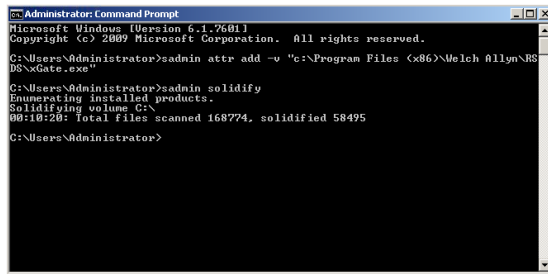 Administrator: Command Prompt
Microsoft Windows [Version 6.1.7601]
Copyright (c) 2009 Microsoft Corporation.  All rights reserved.
C:\Users\Administrator>sadmin attr add -v "c:\Program Files (x86)\Welch Allyn\RS
DS\xGate.exe"
C:\Users\Administrator>sadmin solidify
Enumerating installed products.
Solidifying volume C:\
00:10:20: Total files scanned 168774, solidified 58495
C:\Users\Administrator>